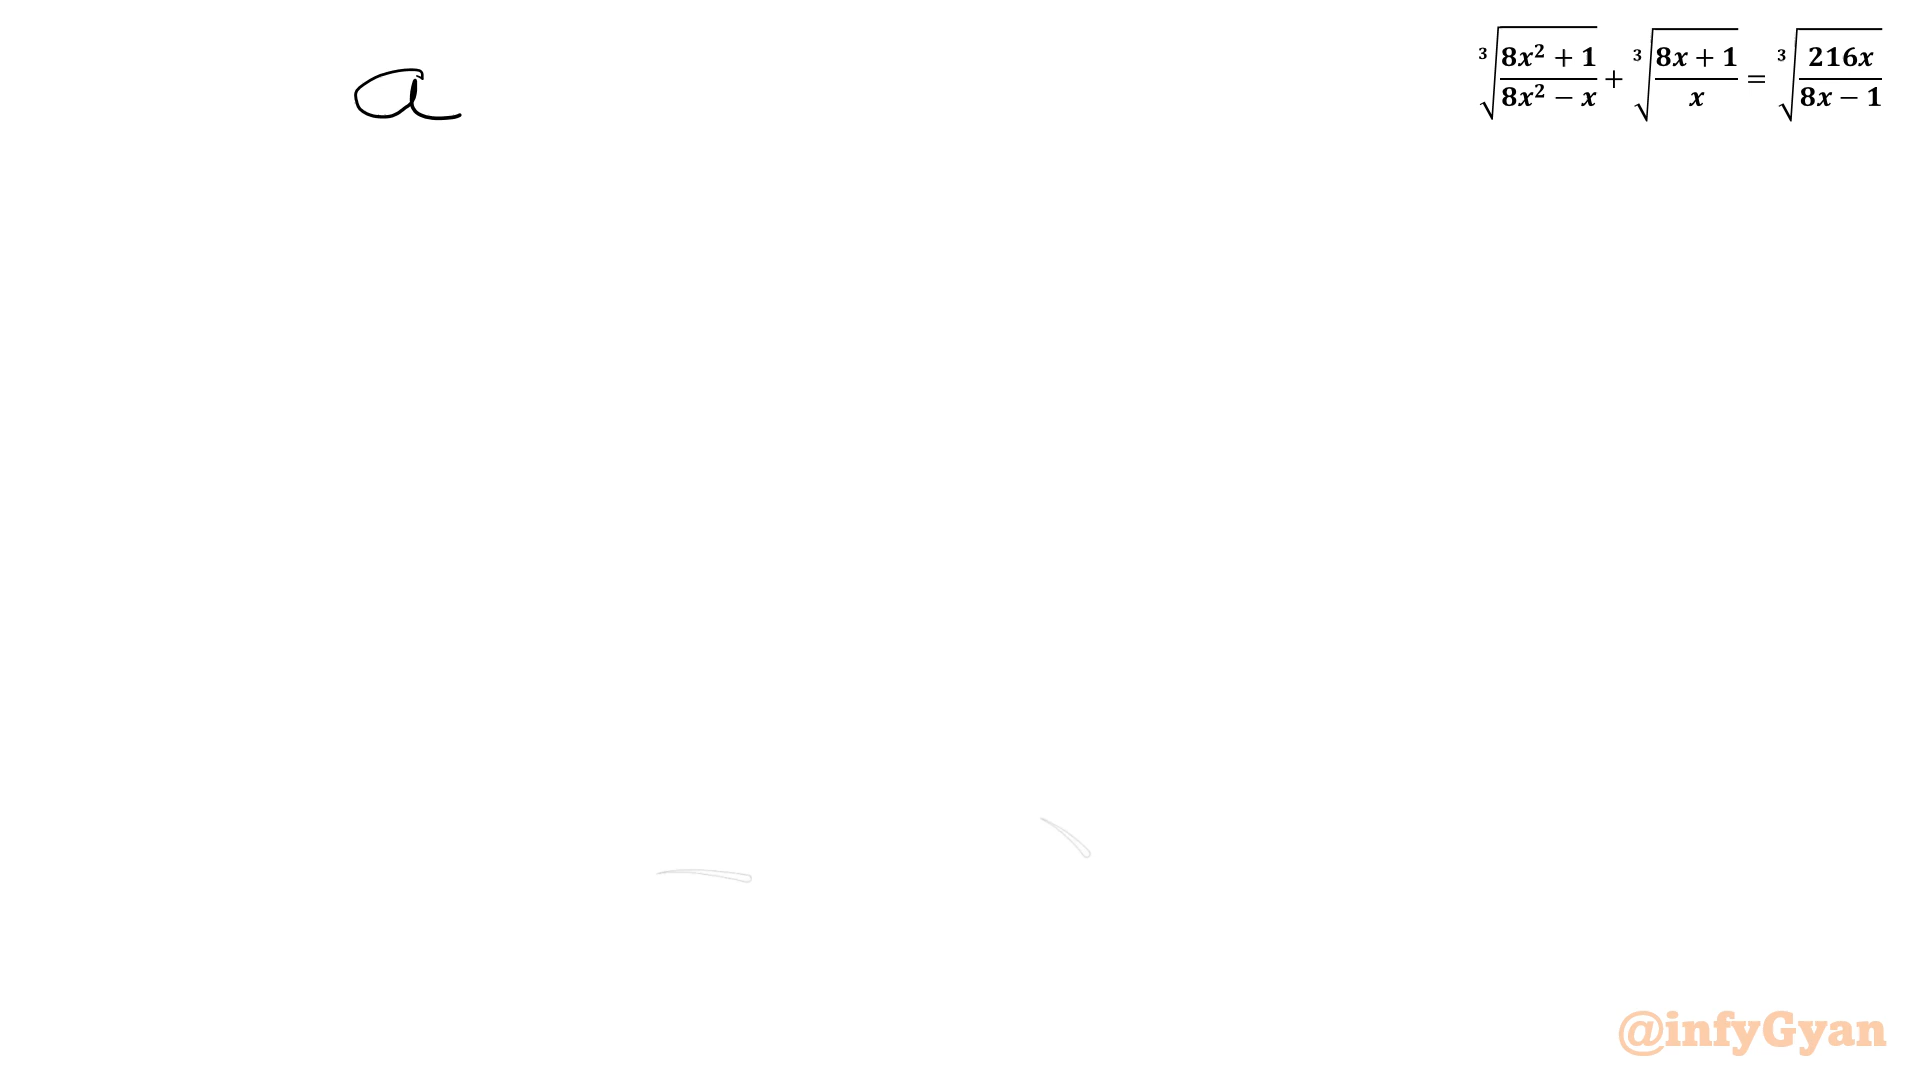 a
∛((8x² + 1)/(8x² − x)) + ∛((8x + 1)/x) = ∛(216x/(8x − 1))
@infyGyan